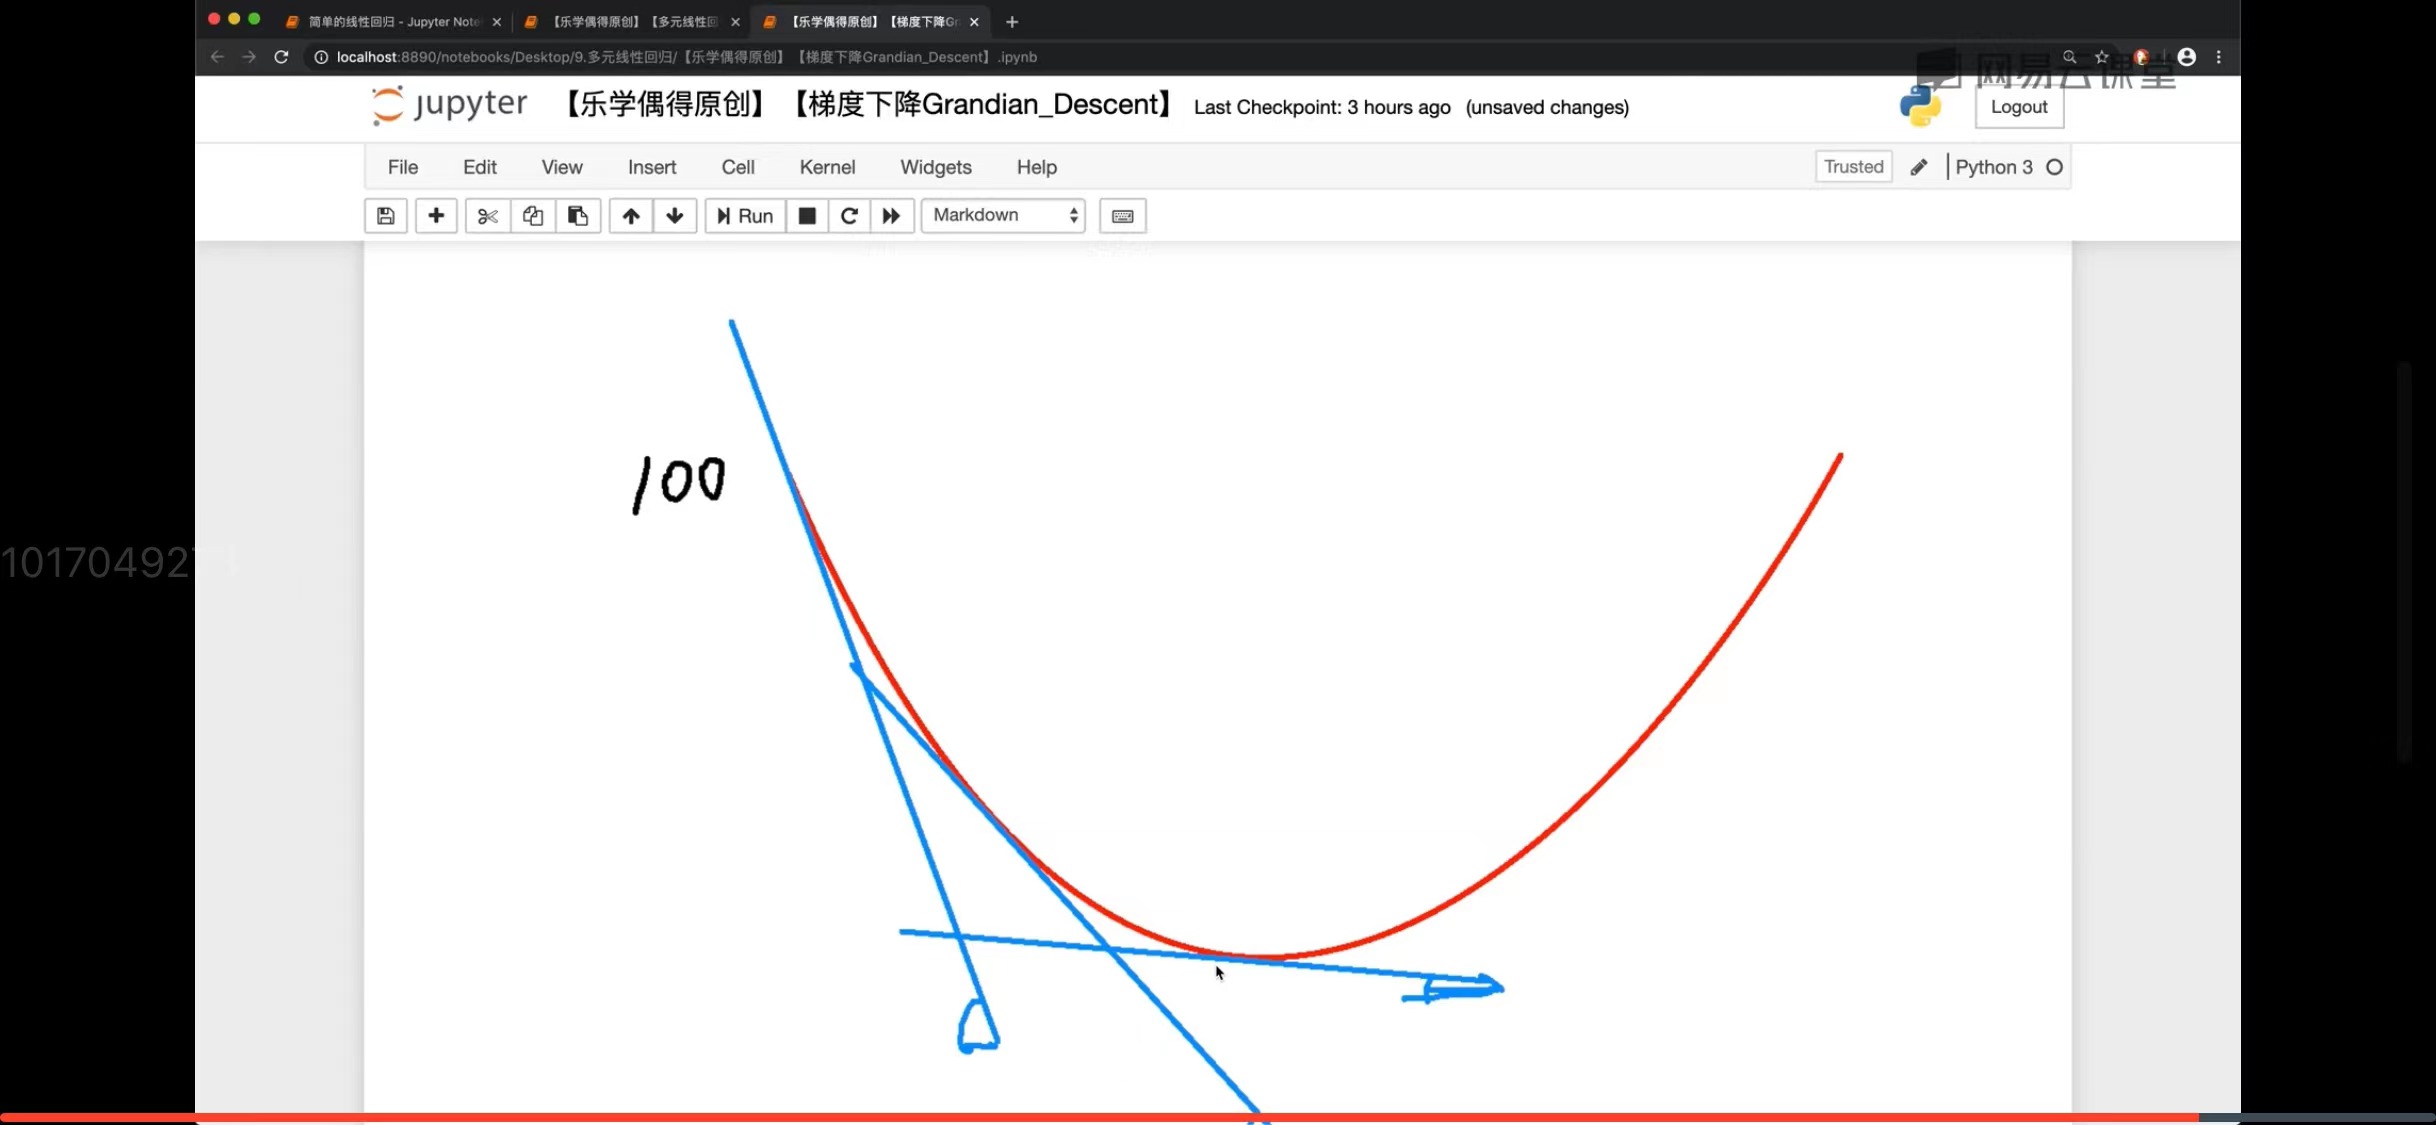 简单的线性回归 - Jupyter Note
【乐学偶得原创】【多元线性回
【乐学偶得原创】【梯度下降Gr
localhost:8890/notebooks/Desktop/9.多元线性回归/【乐学偶得原创】【梯度下降Grandian_Descent】.ipynb
网易云课堂
jupyter 【乐学偶得原创】【梯度下降Grandian_Descent】 Last Checkpoint: 3 hours ago (unsaved changes) Logout
File Edit View Insert Cell Kernel Widgets Help Trusted Python 3
Run Markdown
100
101704927